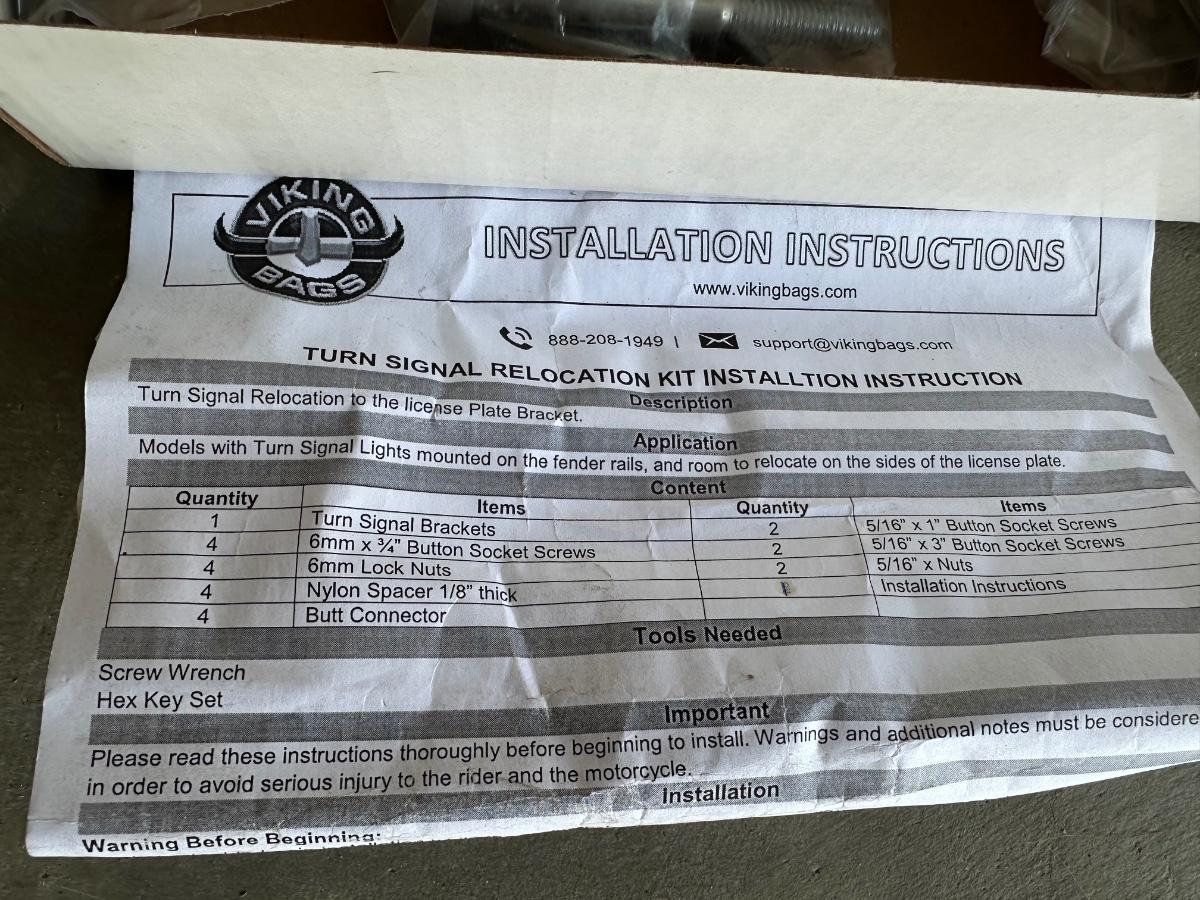 VIKING
BAGS
INSTALLATION INSTRUCTIONS
www.vikingbags.com
888-208-1949 | support@vikingbags.com
TURN SIGNAL RELOCATION KIT INSTALLTION INSTRUCTION
Description
Turn Signal Relocation to the license Plate Bracket.
Application
Models with Turn Signal Lights mounted on the fender rails, and room to relocate on the sides of the license plate.
Content
Quantity Items Quantity Items
1 Turn Signal Brackets 2 5/16" x 1" Button Socket Screws
4 6mm x ¾" Button Socket Screws 2 5/16" x 3" Button Socket Screws
4 6mm Lock Nuts 2 5/16" x Nuts
4 Nylon Spacer 1/8" thick Installation Instructions
4 Butt Connector
Tools Needed
Screw Wrench
Hex Key Set
Important
Please read these instructions thoroughly before beginning to install. Warnings and additional notes must be considere
in order to avoid serious injury to the rider and the motorcycle.
Installation
Warning Before Beginning: